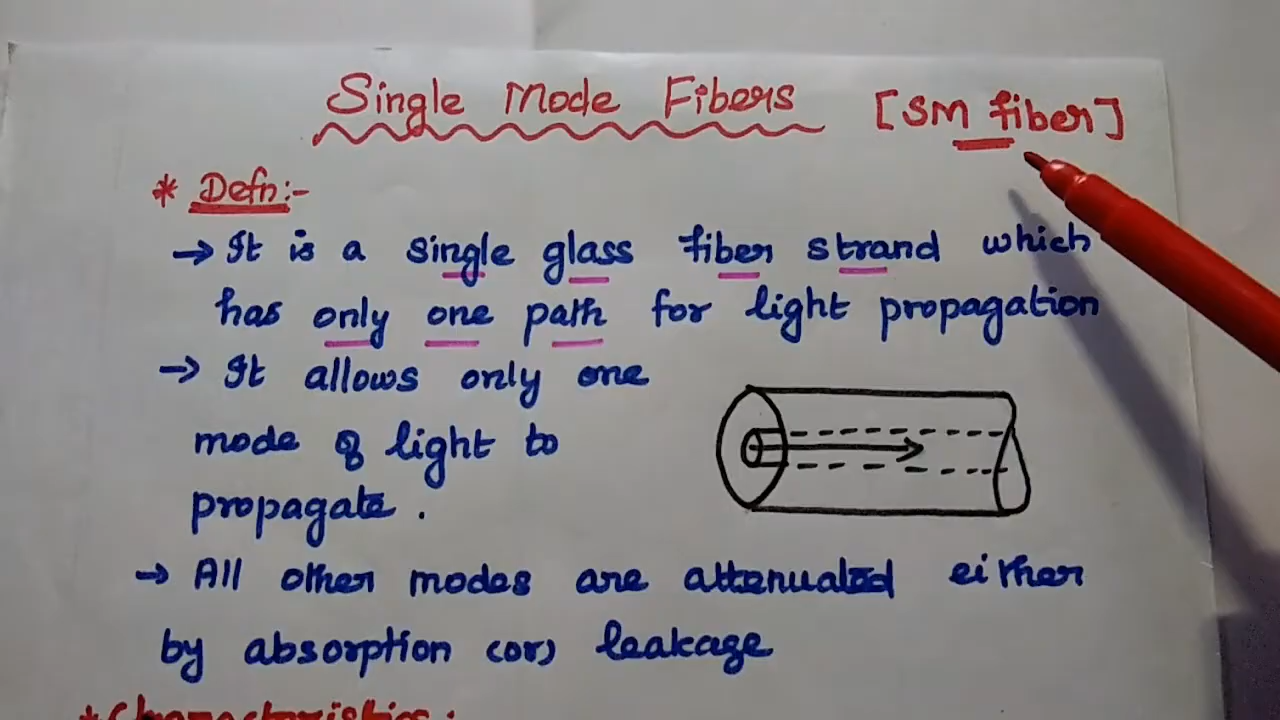 Single Mode Fibers [SM fiber]
* Defn:-
→ It is a single glass fiber strand which
has only one path for light propagation
→ It allows only one
mode of light to
propagate.
→ All other modes are attenuated either
by absorption (or) leakage
* Characteristics: